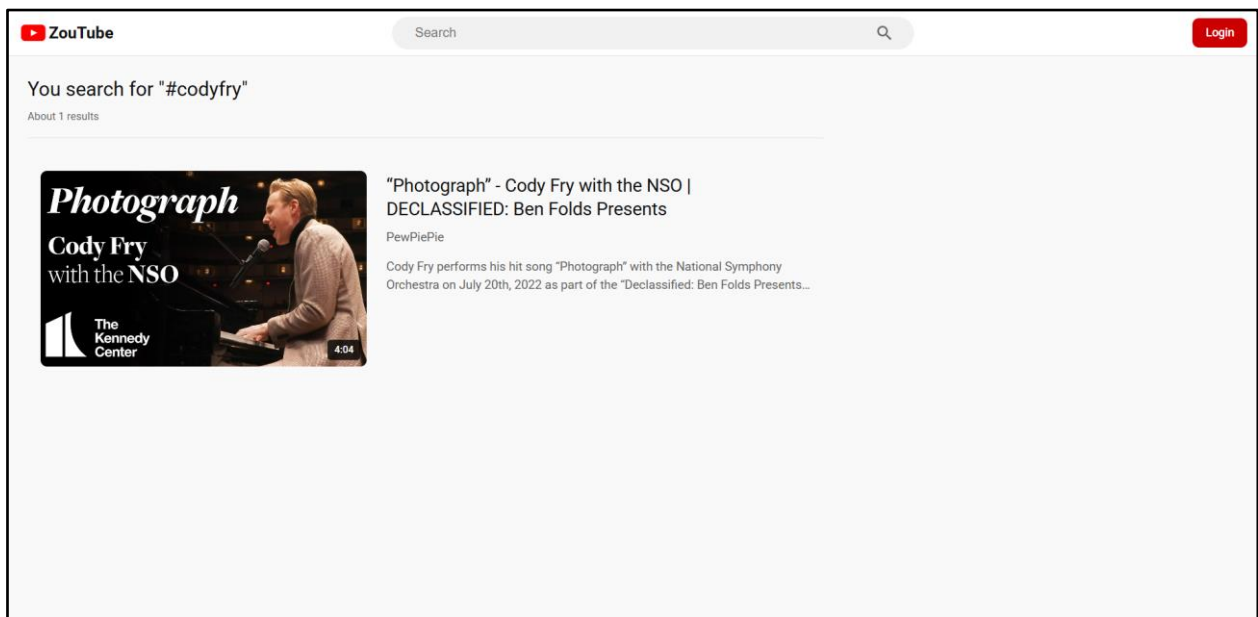 ZouTube
Search
Login
You search for "#codyfry"
About 1 results
Photograph
Cody Fry
with the NSO
The
Kennedy
Center
4:04
“Photograph” - Cody Fry with the NSO |
DECLASSIFIED: Ben Folds Presents
PewPiePie
Cody Fry performs his hit song “Photograph” with the National Symphony
Orchestra on July 20th, 2022 as part of the “Declassified: Ben Folds Presents...